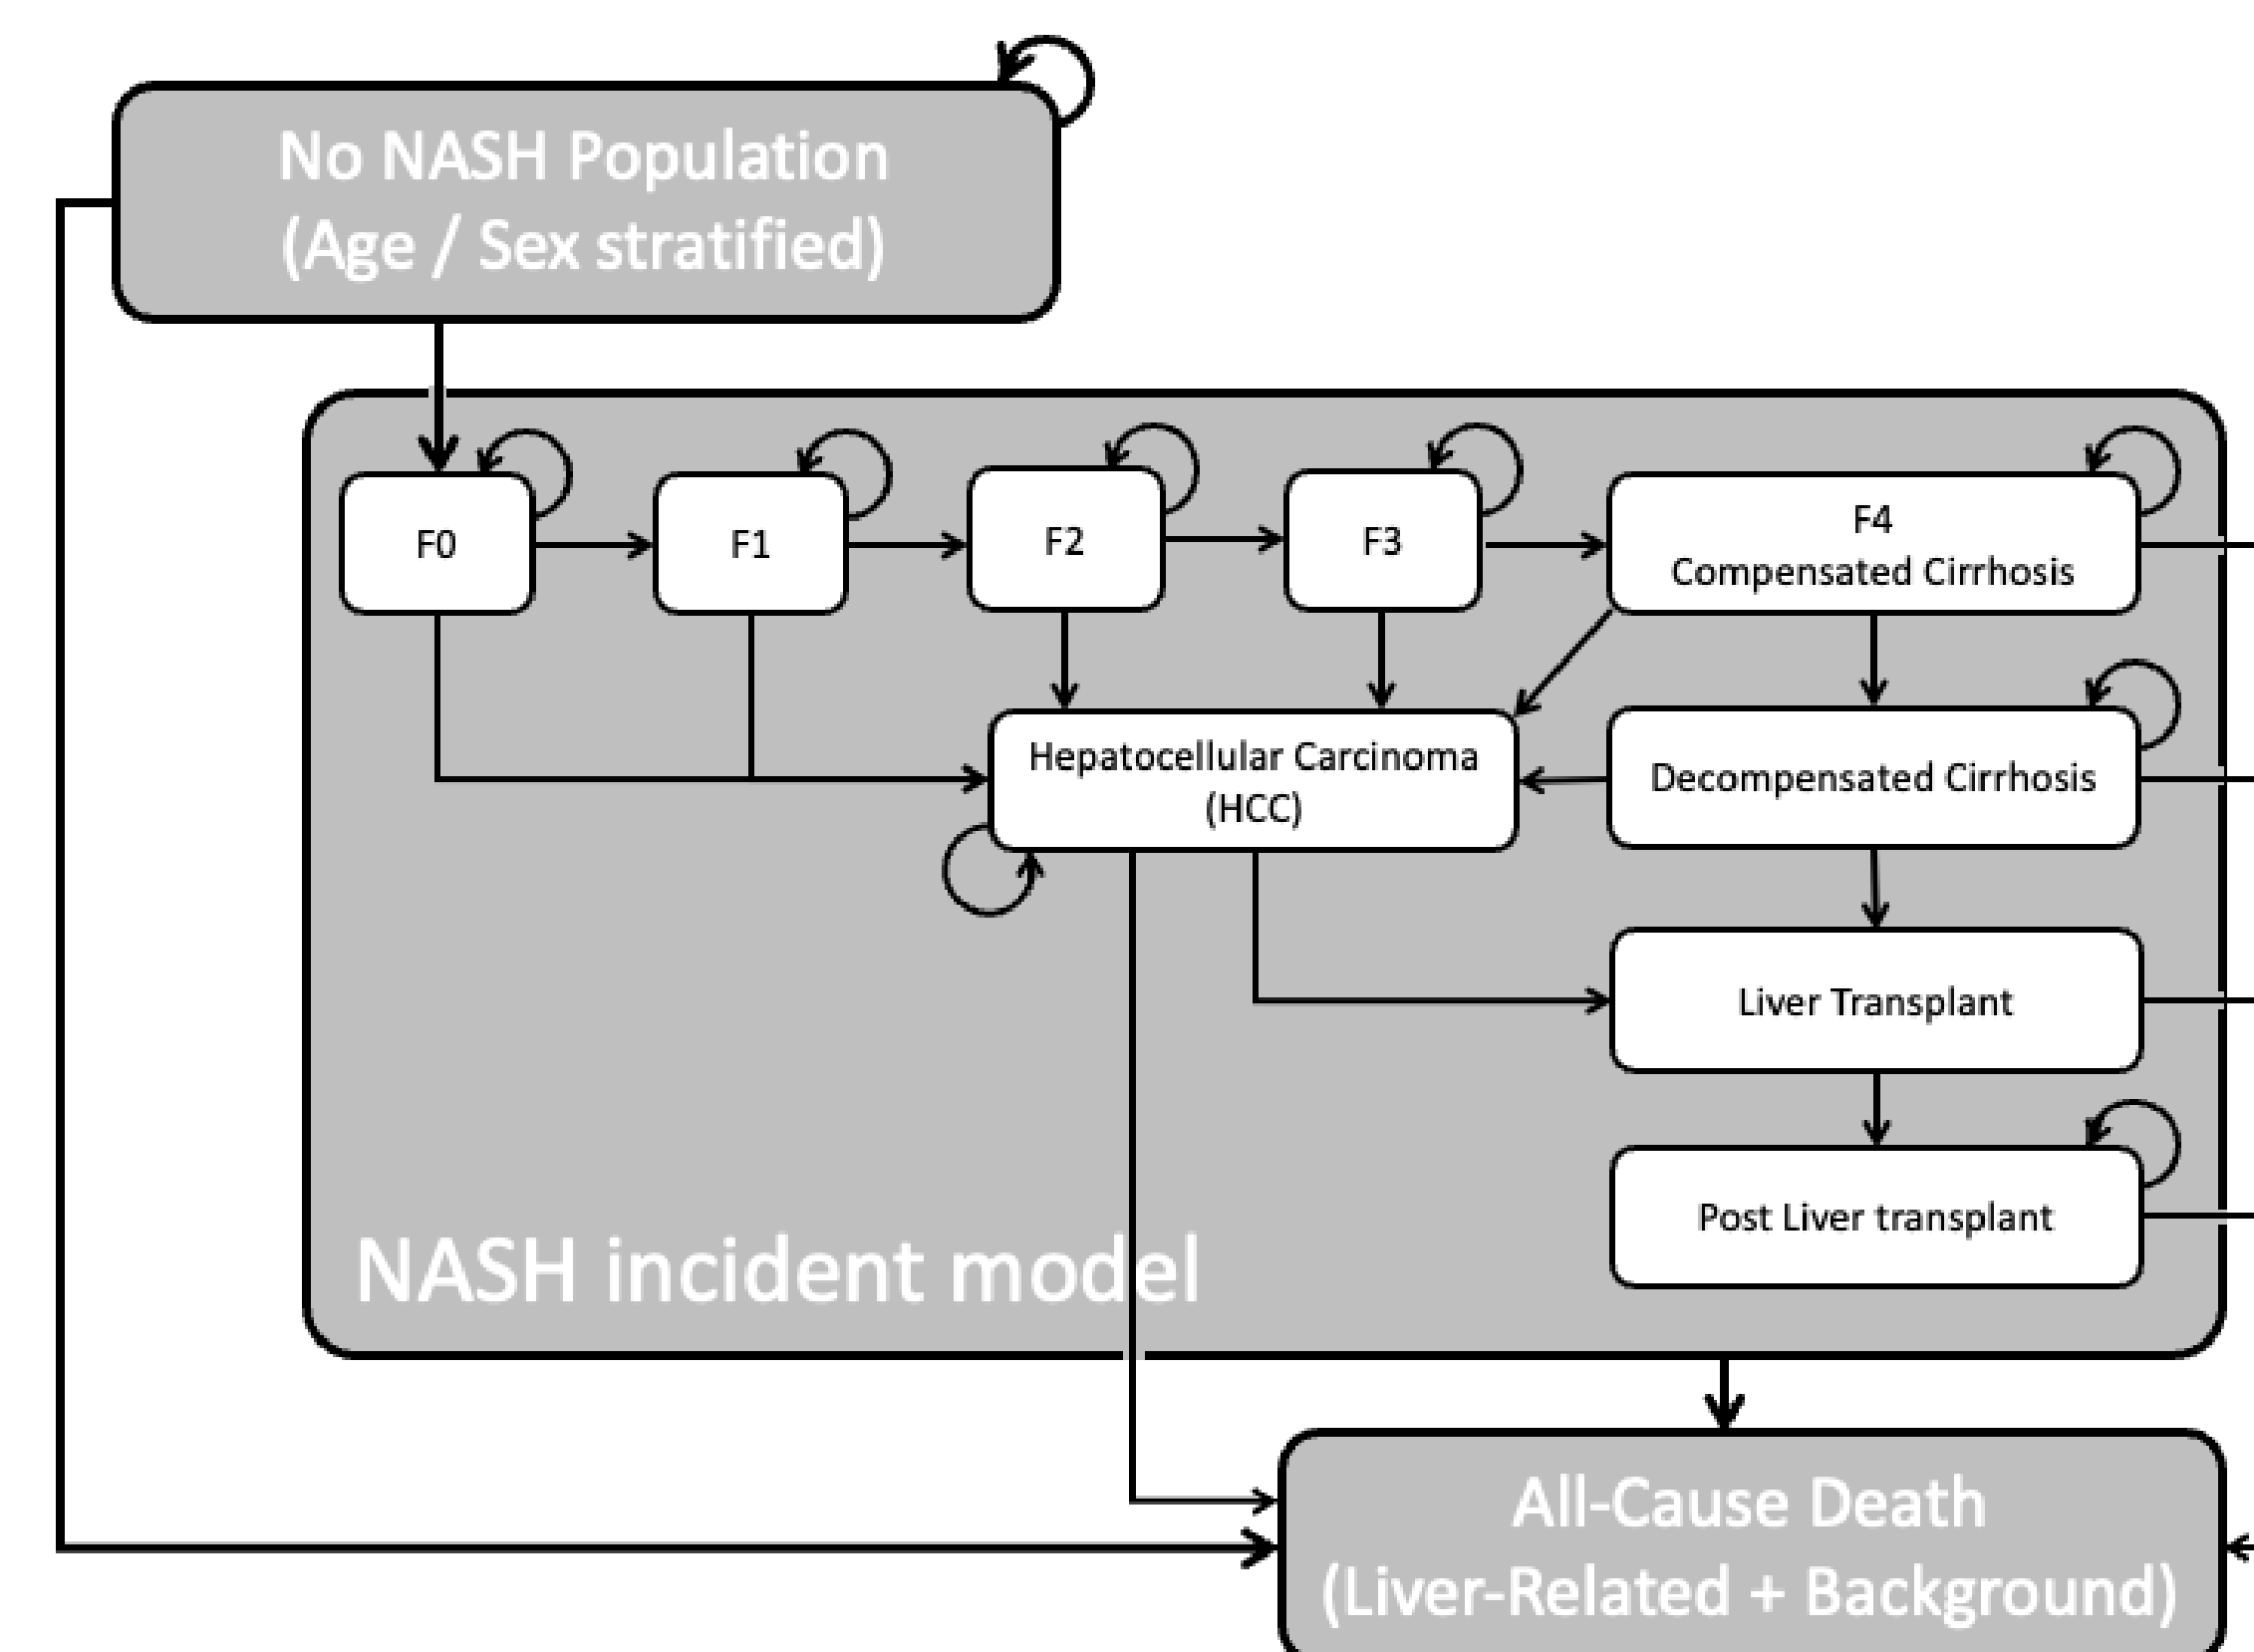 No NASH Population
(Age / Sex stratified)
F0
F1
F2
F3
F4
Compensated Cirrhosis
Hepatocellular Carcinoma
(HCC)
Decompensated Cirrhosis
Liver Transplant
Post Liver transplant
NASH incident model
All-Cause Death
(Liver-Related + Background)